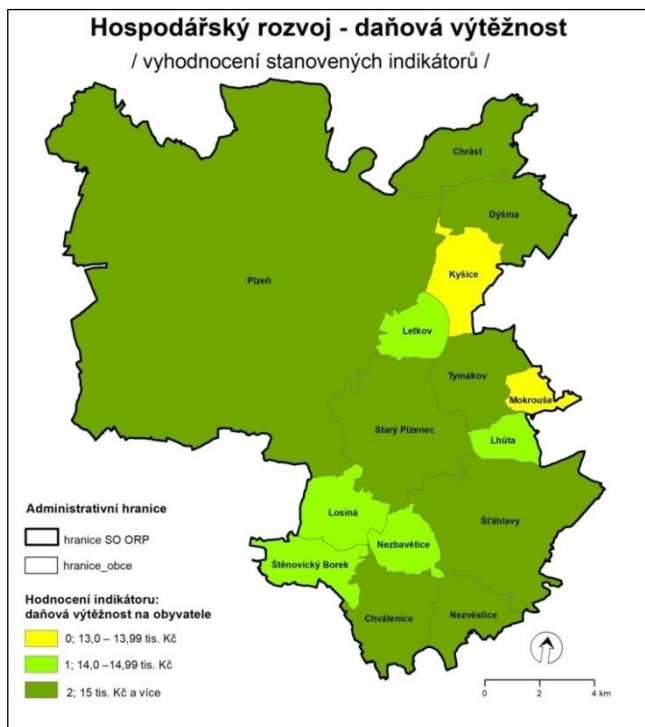 Hospodářský rozvoj - daňová výtěžnost
/ vyhodnocení stanovených indikátorů /
Chrást
Dýšina
Kyšice
Plzeň
Letkov
Tymákov
Mokrouše
Starý Plzenec
Lhůta
Losiná
Šťáhlavy
Nezbavětice
Štěnovický Borek
Chválenice
Nezvěstice
Administrativní hranice
hranice SO ORP
hranice_obce
Hodnocení indikátoru:
daňová výtěžnost na obyvatele
0; 13,0 – 13,99 tis. Kč
1; 14,0 –14,99 tis. Kč
2; 15 tis. Kč a více
0 2 4 km